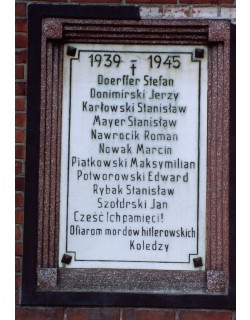 1939 - 1945
Doerffer Stefan
Donimirski Jerzy
Karłowski Stanisław
Mayer Stanisław
Nawrocik Roman
Nowak Marcin
Piatkowski Maksymilian
Potworowski Edward
Rybak Stanisław
Szołdrski Jan
Cześć Ich pamięci!
Ofiarom mordów hitlerowskich
Koledzy